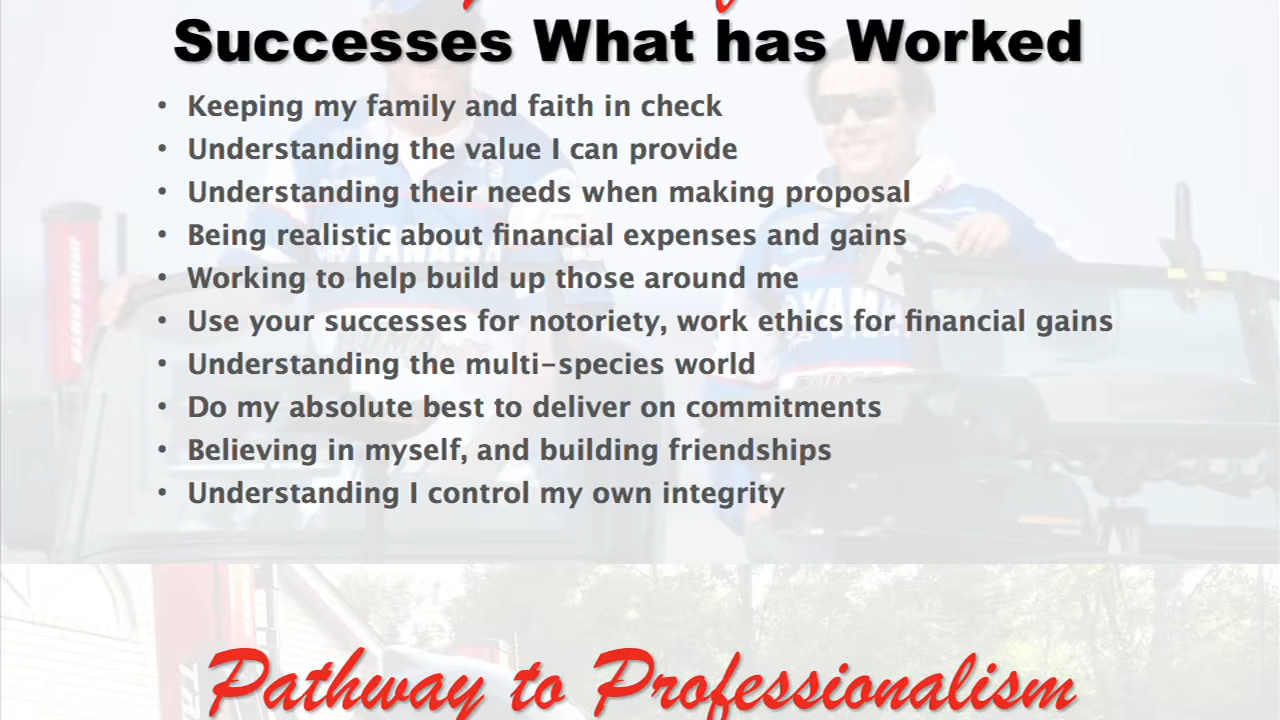 Successes What has Worked
• Keeping my family and faith in check
• Understanding the value I can provide
• Understanding their needs when making proposal
• Being realistic about financial expenses and gains
• Working to help build up those around me
• Use your successes for notoriety, work ethics for financial gains
• Understanding the multi-species world
• Do my absolute best to deliver on commitments
• Believing in myself, and building friendships
• Understanding I control my own integrity
YAMAHA
minn kota
Pathway to Professionalism